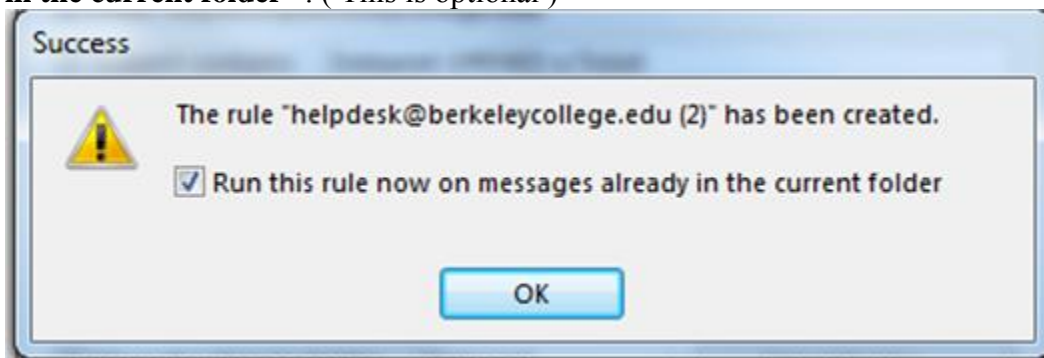 in the current folder" . ( This is optional )
Success
The rule "helpdesk@berkeleycollege.edu (2)" has been created.
Run this rule now on messages already in the current folder
OK